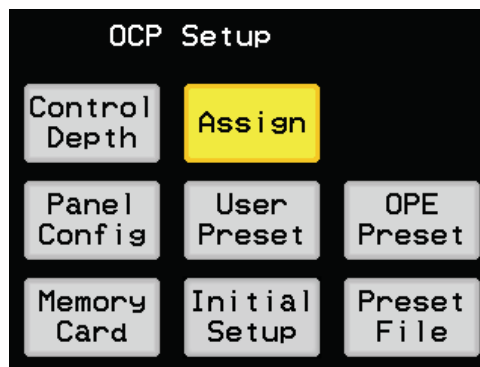 OCP Setup
Control
Depth
Assign
Panel
Config
User
Preset
OPE
Preset
Memory
Card
Initial
Setup
Preset
File